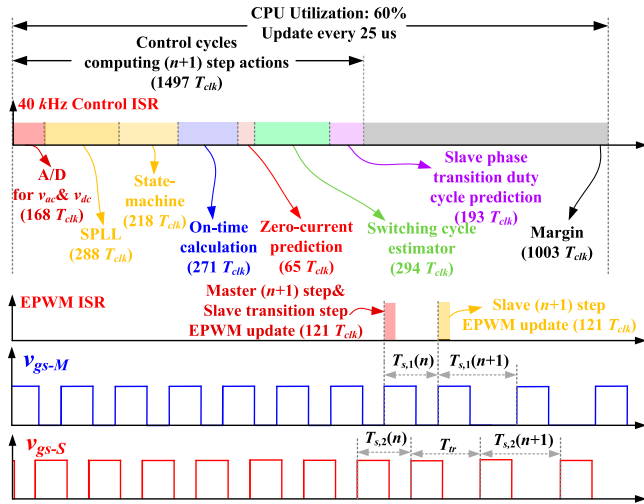 CPU Utilization: 60%
Update every 25 us
Control cycles
computing (n+1) step actions
(1497 Tclk)
40 kHz Control ISR
A/D
for vac& vdc
(168 Tclk)
SPLL
(288 Tclk)
State-
machine
(218 Tclk)
On-time
calculation
(271 Tclk)
Zero-current
prediction
(65 Tclk)
Switching cycle
estimator
(294 Tclk)
Slave phase
transition duty
cycle prediction
(193 Tclk)
Margin
(1003 Tclk)
EPWM ISR
Master (n+1) step&
Slave transition step
EPWM update (121 Tclk)
Slave (n+1) step
EPWM update (121 Tclk)
vgs-M
Ts,1(n)
Ts,1(n+1)
vgs-S
Ts,2(n)
Ttr
Ts,2(n+1)